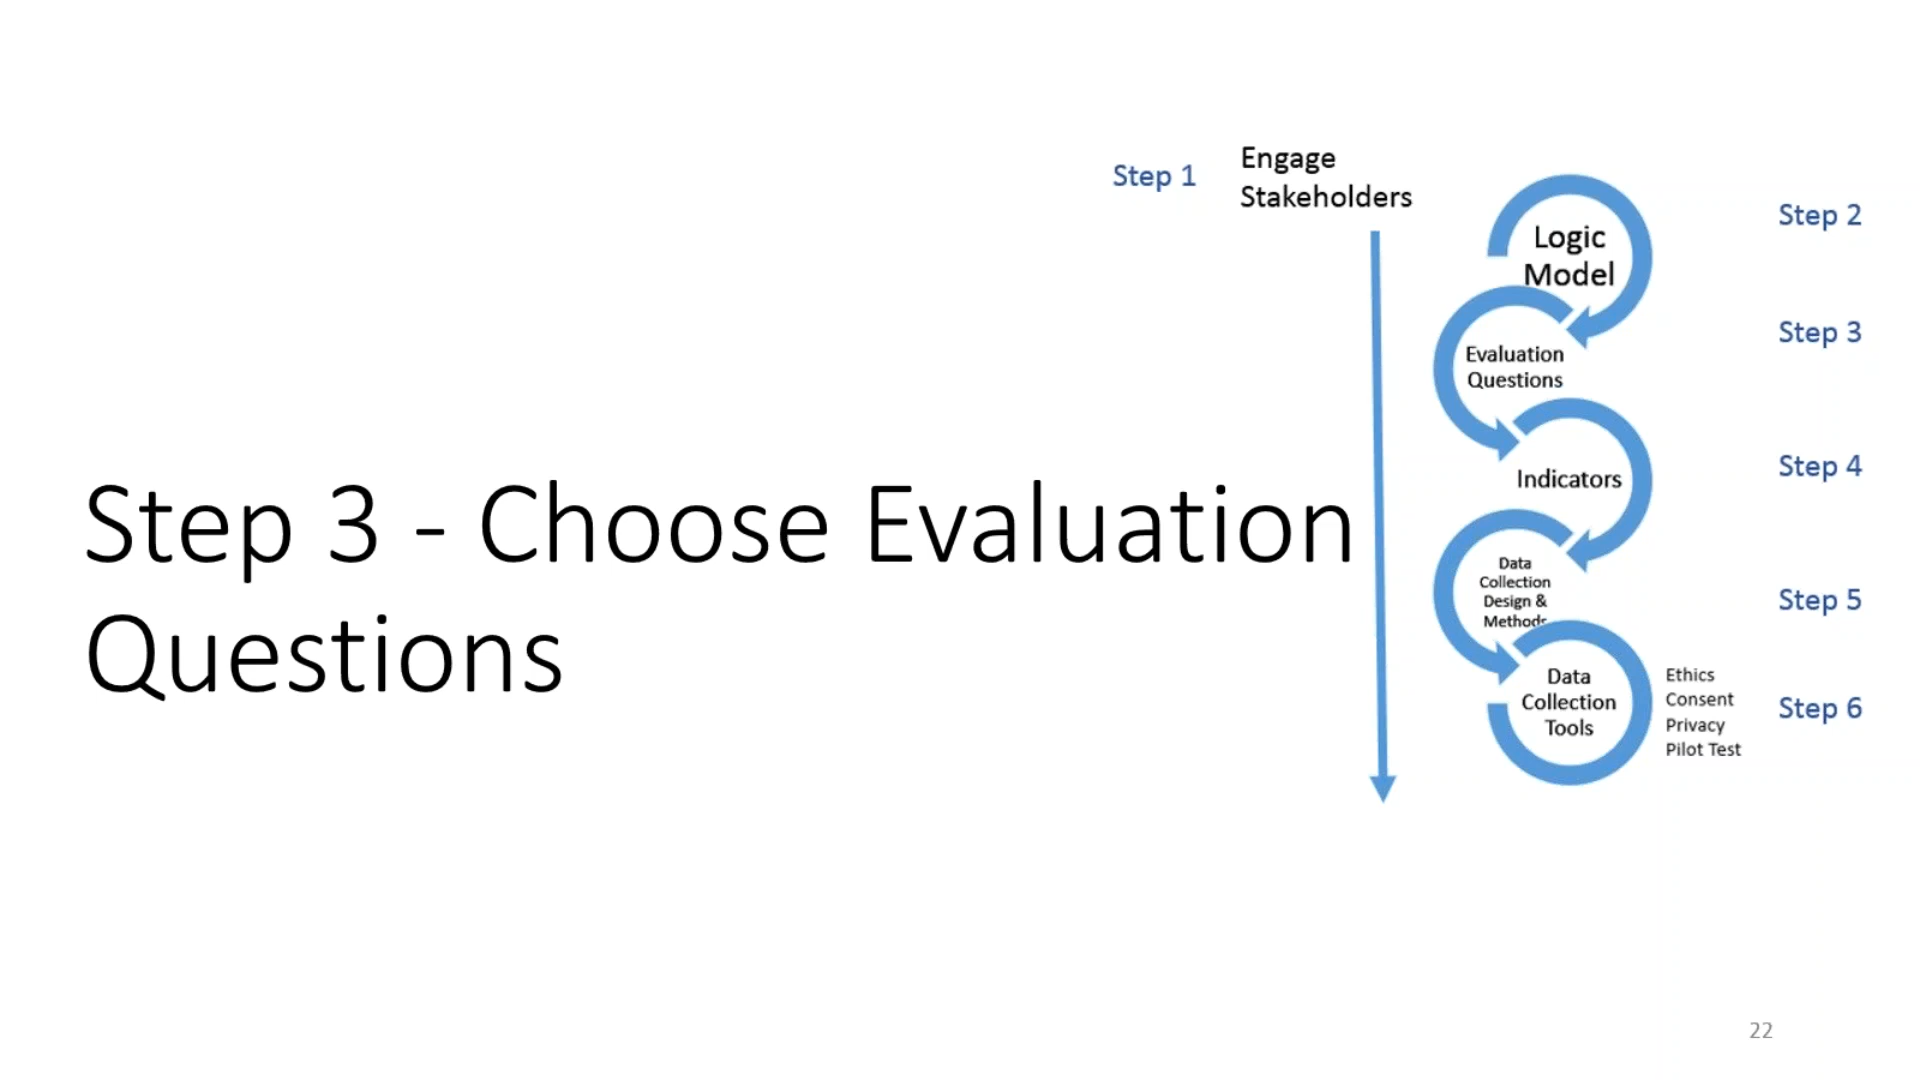 Step 3 - Choose Evaluation
Questions
Step 1
Engage
Stakeholders
Logic
Model
Step 2
Evaluation
Questions
Step 3
Indicators
Step 4
Data
Collection
Design &
Methods
Step 5
Data
Collection
Tools
Ethics
Consent
Privacy
Pilot Test
Step 6
22